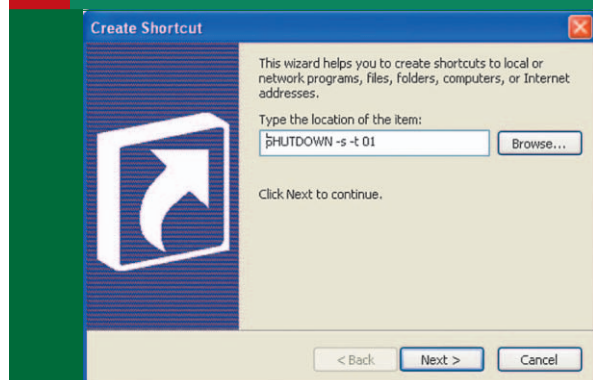 Create Shortcut
This wizard helps you to create shortcuts to local or
network programs, files, folders, computers, or Internet
addresses.
Type the location of the item:
SHUTDOWN -s -t 01
Browse...
Click Next to continue.
< Back
Next >
Cancel